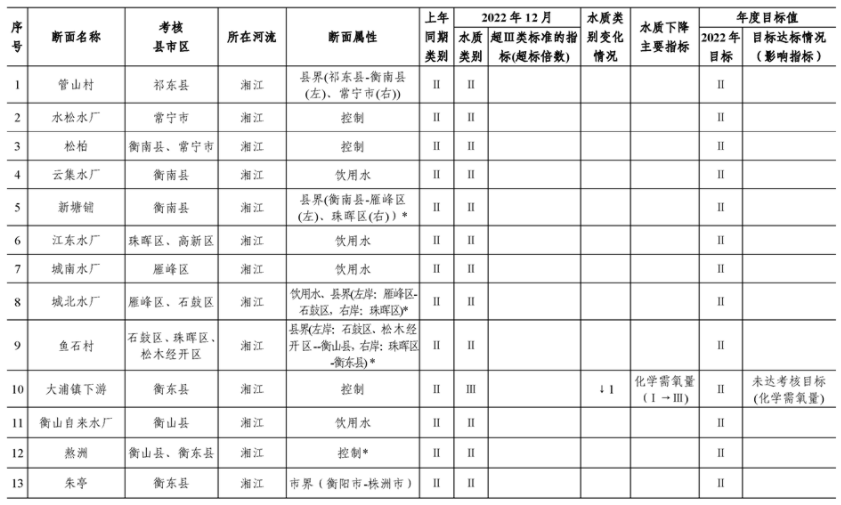 序号 断面名称 考核县市区 所在河流 断面属性 上年同期类别 2022年12月 水质类别变化情况 水质下降主要指标 年度目标值
水质类别 超Ⅲ类标准的指标(超标倍数) 2022年目标 目标达标情况(影响指标)
1 管山村 祁东县 湘江 县界(祁东县-衡南县(左)、常宁市(右)) Ⅱ Ⅱ Ⅱ
2 水松水厂 常宁市 湘江 控制 Ⅱ Ⅱ Ⅱ
3 松柏 衡南县、常宁市 湘江 控制 Ⅱ Ⅱ Ⅱ
4 云集水厂 衡南县 湘江 饮用水 Ⅱ Ⅱ Ⅱ
5 新塘铺 衡南县 湘江 县界(衡南县-雁峰区(左)、珠晖区(右))* Ⅱ Ⅱ Ⅱ
6 江东水厂 珠晖区、高新区 湘江 饮用水 Ⅱ Ⅱ Ⅱ
7 城南水厂 雁峰区 湘江 饮用水 Ⅱ Ⅱ Ⅱ
8 城北水厂 雁峰区、石鼓区 湘江 饮用水、县界(左岸：雁峰区-石鼓区，右岸：珠晖区)* Ⅱ Ⅱ Ⅱ
9 鱼石村 石鼓区、珠晖区、松木经开区 湘江 县界(左岸：石鼓区、松木经开区--衡山县，右岸：珠晖区-衡东县)* Ⅱ Ⅱ Ⅱ
10 大浦镇下游 衡东县 湘江 控制 Ⅱ Ⅲ ↓1 化学需氧量(Ⅰ→Ⅲ) Ⅱ 未达考核目标(化学需氧量)
11 衡山自来水厂 衡山县 湘江 饮用水 Ⅱ Ⅱ Ⅱ
12 熬洲 衡山县、衡东县 湘江 控制* Ⅱ Ⅱ Ⅱ
13 朱亭 衡东县 湘江 市界（衡阳市-株洲市） Ⅱ Ⅱ Ⅱ